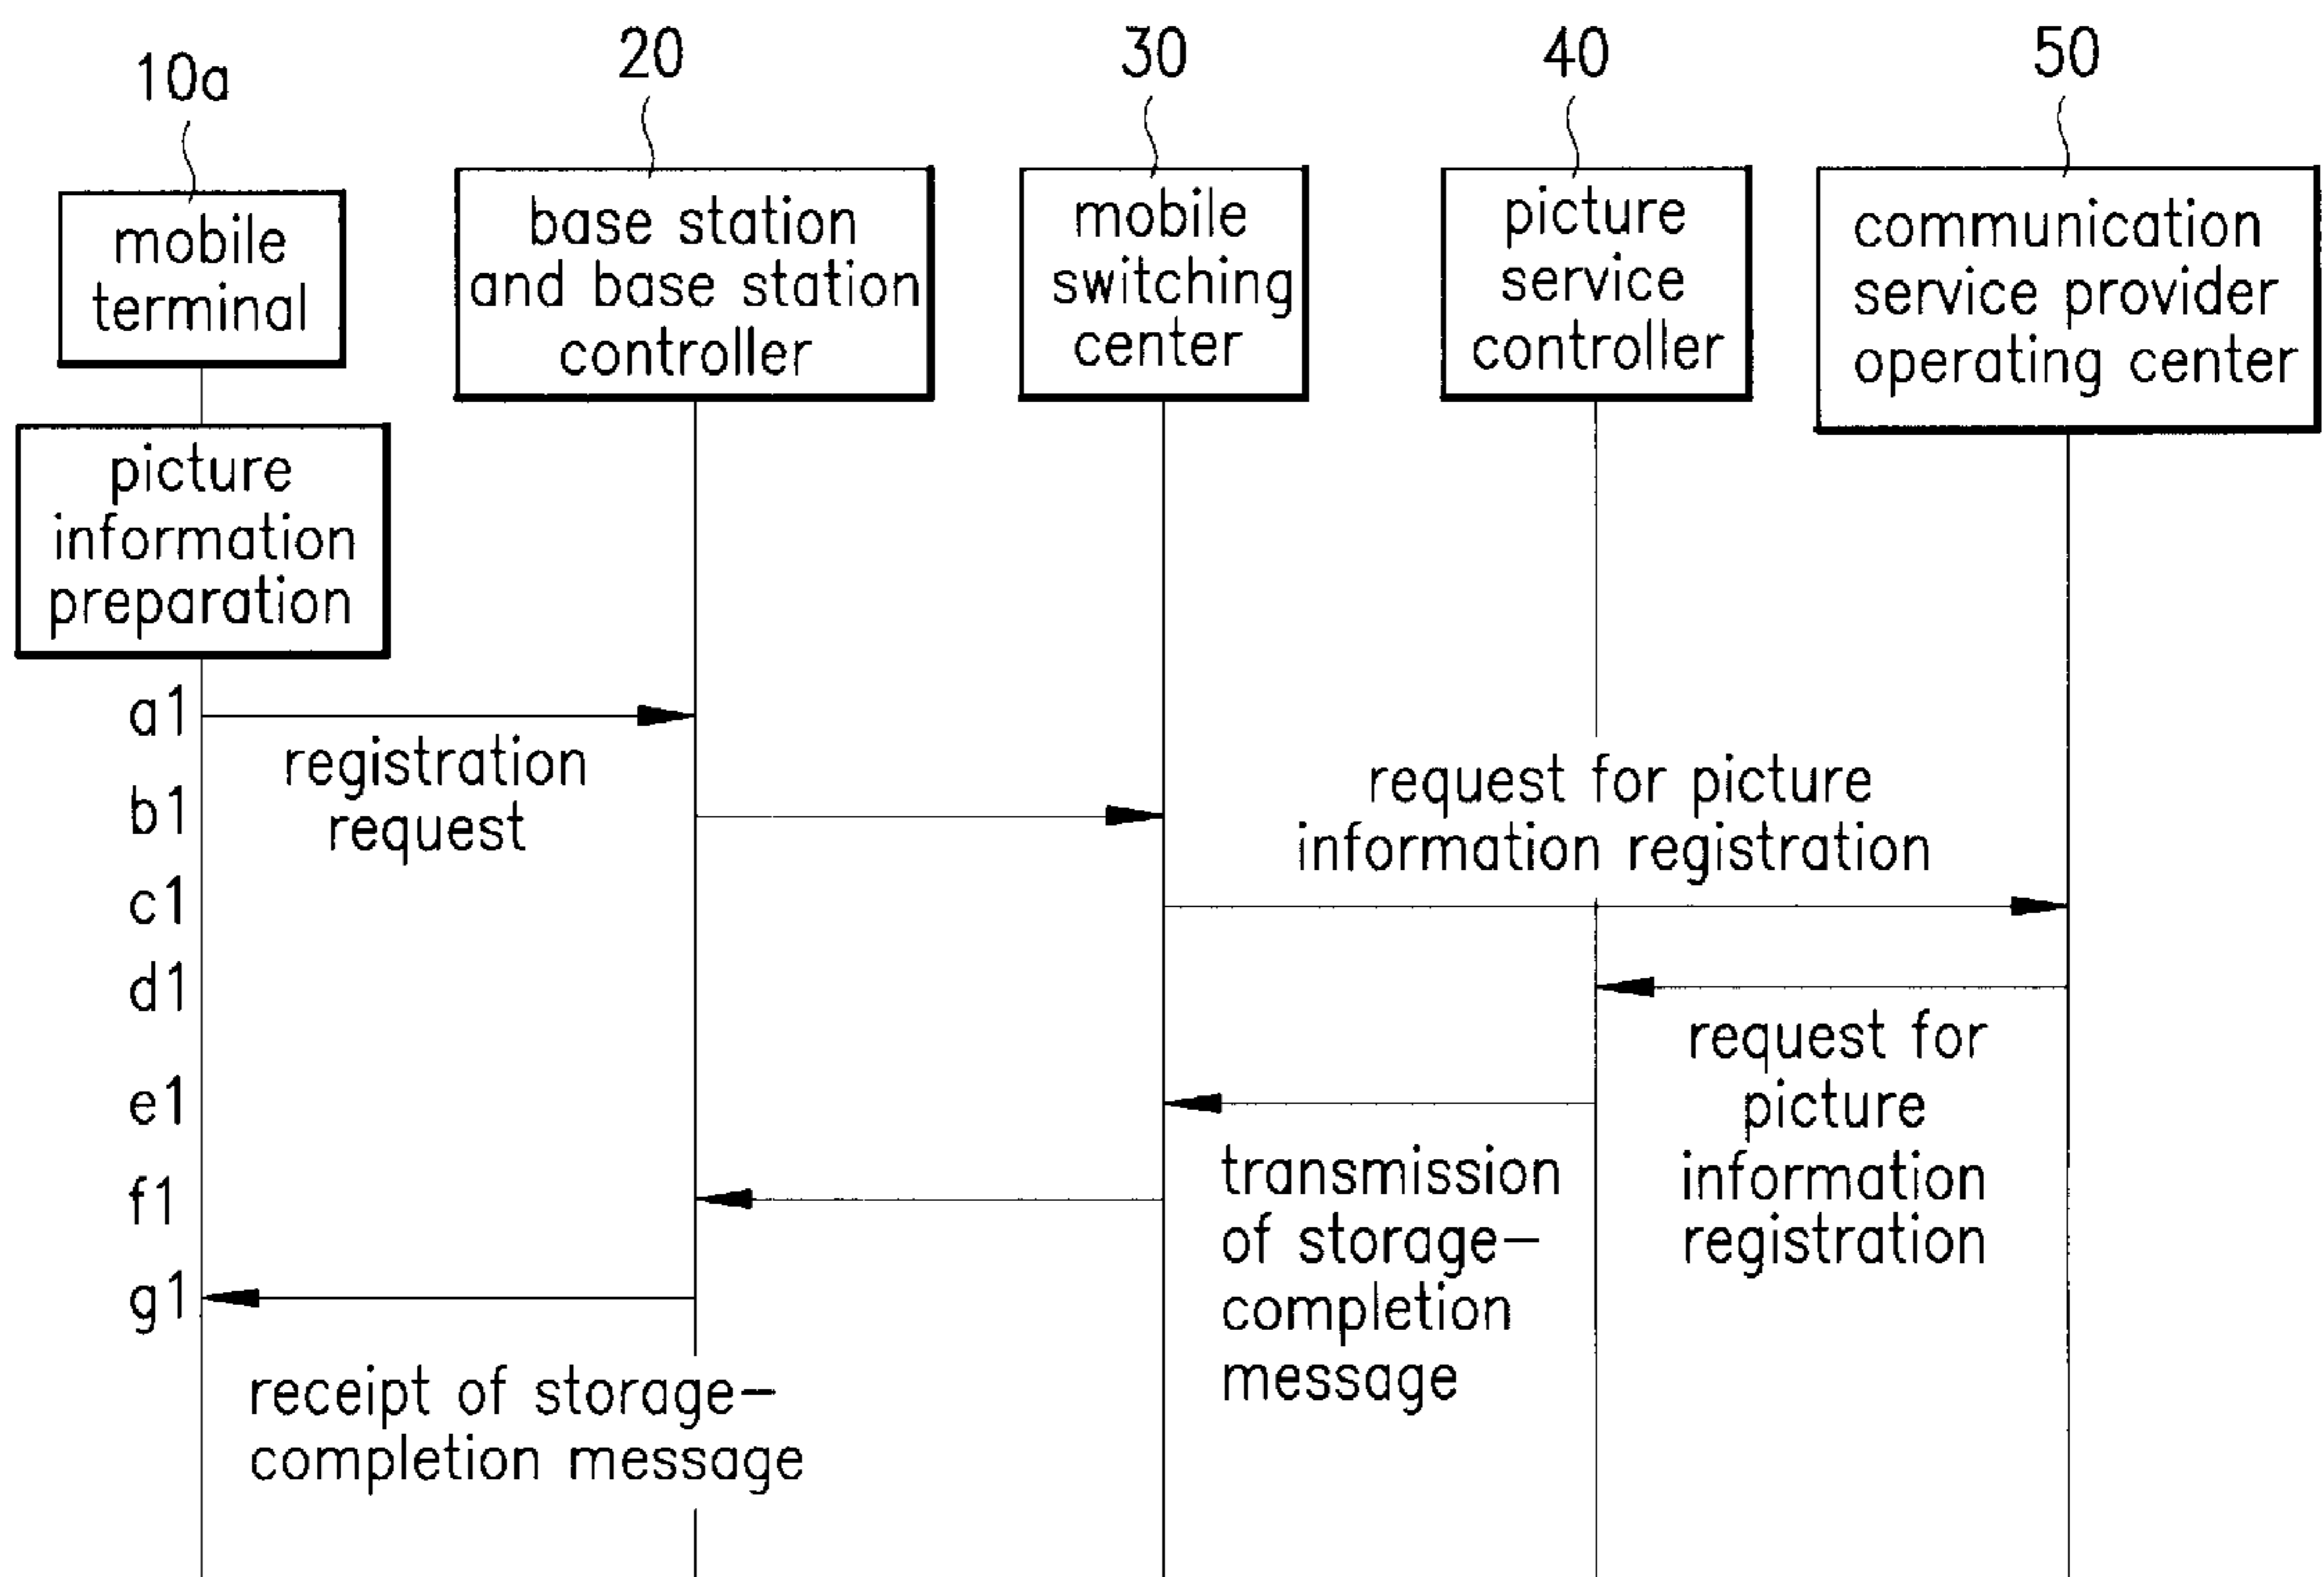 10a
20
30
40
50
mobile
terminal
base station
and base station
controller
mobile
switching
center
picture
service
controller
communication
service provider
operating center
picture
information
preparation
a1
registration
request
b1
request for picture
information registration
c1
d1
request for
picture
information
registration
e1
transmission
of storage-
completion
message
f1
g1
receipt of storage-
completion message